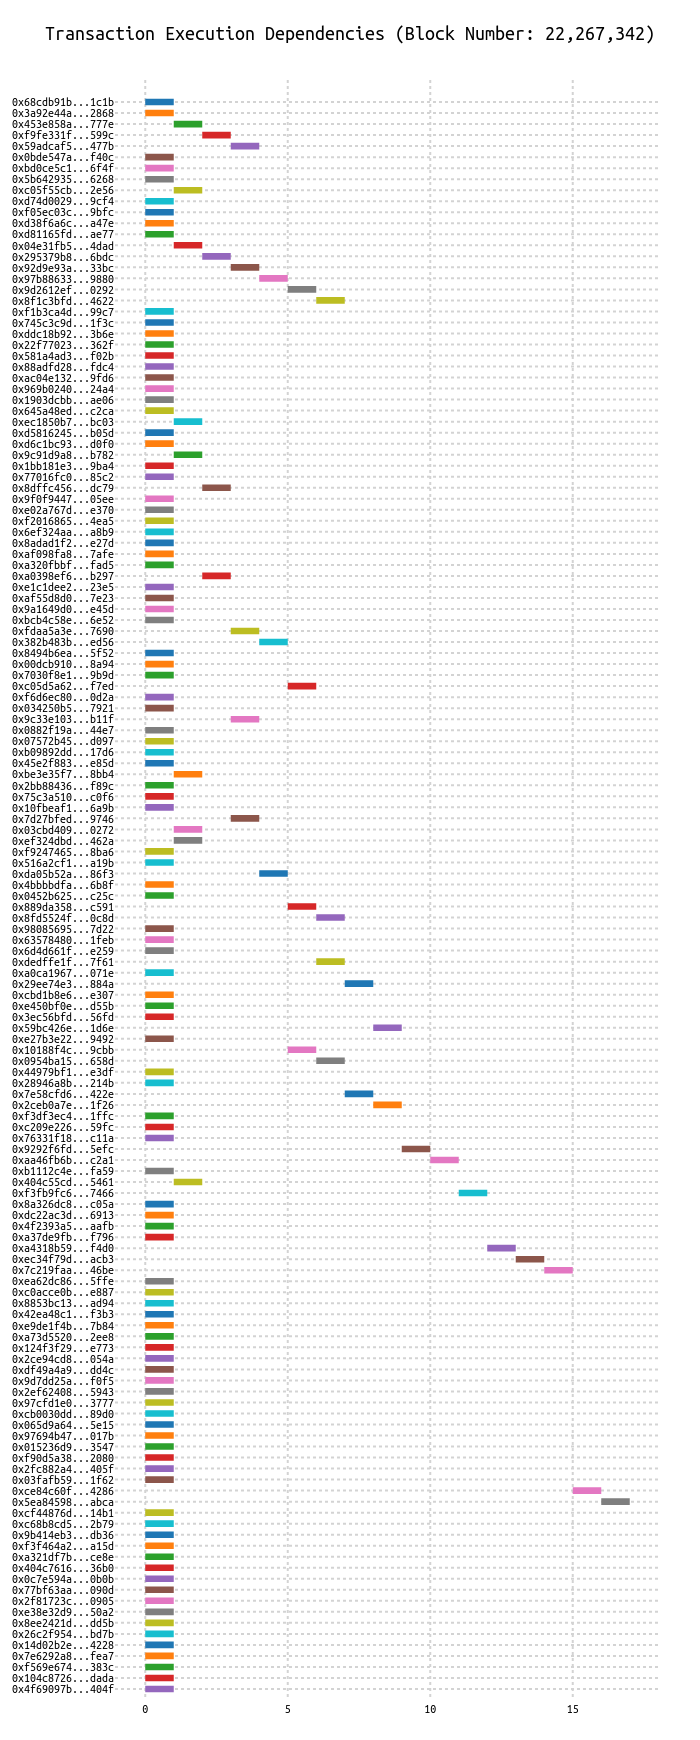 Transaction Execution Dependencies (Block Number: 22,267,342)
0x68cdb91b...1c1b
0x3a92e44a...2868
0x453e858a...777e
0xf9fe331f...599c
0x59adcaf5...477b
0x0bde547a...f40c
0xbd0ce5c1...6f4f
0x5b642935...6268
0xc05f55cb...2e56
0xd74d0029...9cf4
0xf05ec03c...9bfc
0xd38f6a6c...a47e
0xd81165fd...ae77
0x04e31fb5...4dad
0x295379b8...6bdc
0x92d9e93a...33bc
0x97b88633...9880
0x9d2612ef...0292
0x8f1c3bfd...4622
0xf1b3ca4d...99c7
0x745c3c9d...1f3c
0xddc18b92...3b6e
0x22f77023...362f
0x581a4ad3...f02b
0x88adfd28...fdc4
0xac04e132...9fd6
0x969b0240...24a4
0x1903dcbb...ae06
0x645a48ed...c2ca
0xec1850b7...bc03
0xd5816245...b05d
0xd6c1bc93...d0f0
0x9c91d9a8...b782
0x1bb181e3...9ba4
0x77016fc0...85c2
0x8dffc456...dc79
0x9f0f9447...05ee
0xe02a767d...e370
0xf2016865...4ea5
0x6ef324aa...a8b9
0x8adad1f2...e27d
0xaf098fa8...7afe
0xa320fbbf...fad5
0xa0398ef6...b297
0xe1c1dee2...23e5
0xaf55d8d0...7e23
0x9a1649d0...e45d
0xbcb4c58e...6e52
0xfdaa5a3e...7690
0x382b483b...ed56
0x8494b6ea...5f52
0x00dcb910...8a94
0x7030f8e1...9b9d
0xc05d5a62...f7ed
0xf6d6ec80...0d2a
0x034250b5...7921
0x9c33e103...b11f
0x0882f19a...44e7
0x07572b45...d097
0xb09892dd...17d6
0x45e2f883...e85d
0xbe3e35f7...8bb4
0x2bb88436...f89c
0x75c3a510...c0f6
0x10fbeaf1...6a9b
0x7d27bfed...9746
0x03cbd409...0272
0xef324dbd...462a
0xf9247465...8ba6
0x516a2cf1...a19b
0xda05b52a...86f3
0x4bbbbdfa...6b8f
0x0452b625...c25c
0x889da358...c591
0x8fd5524f...0c8d
0x98085695...7d22
0x63578480...1feb
0x6d4d661f...e259
0xdedffe1f...7f61
0xa0ca1967...071e
0x29ee74e3...884a
0xcbd1b8e6...e307
0xe450bf0e...d55b
0x3ec56bfd...56fd
0x59bc426e...1d6e
0xe27b3e22...9492
0x10188f4c...9cbb
0x0954ba15...658d
0x44979bf1...e3df
0x28946a8b...214b
0x7e58cfd6...422e
0x2ceb0a7e...1f26
0xf3df3ec4...1ffc
0xc209e226...59fc
0x76331f18...c11a
0x9292f6fd...5efc
0xaa46fb6b...c2a1
0xb1112c4e...fa59
0x404c55cd...5461
0xf3fb9fc6...7466
0x8a326dc8...c05a
0xdc22ac3d...6913
0x4f2393a5...aafb
0xa37de9fb...f796
0xa4318b59...f4d0
0xec34f79d...acb3
0x7c219faa...46be
0xea62dc86...5ffe
0xc0acce0b...e887
0x8853bc13...ad94
0x42ea48c1...f3b3
0xe9de1f4b...7b84
0xa73d5520...2ee8
0x124f3f29...e773
0x2ce94cd8...054a
0xdf49a4a9...dd4c
0x9d7dd25a...f0f5
0x2ef62408...5943
0x97cfd1e0...3777
0xcb0030dd...89d0
0x065d9a64...5e15
0x97694b47...017b
0x015236d9...3547
0xf90d5a38...2080
0x2fc882a4...405f
0x03fafb59...1f62
0xce84c60f...4286
0x5ea84598...abca
0xcf44876d...14b1
0xc68b8cd5...2b79
0x9b414eb3...db36
0xf3f464a2...a15d
0xa321df7b...ce8e
0x404c7616...36b0
0x0c7e594a...0b0b
0x77bf63aa...090d
0x2f81723c...0905
0xe38e32d9...50a2
0x8ee2421d...dd5b
0x26c2f954...bd7b
0x14d02b2e...4228
0x7e6292a8...fea7
0xf569e674...383c
0x104c8726...dada
0x4f69097b...404f
0 5 10 15